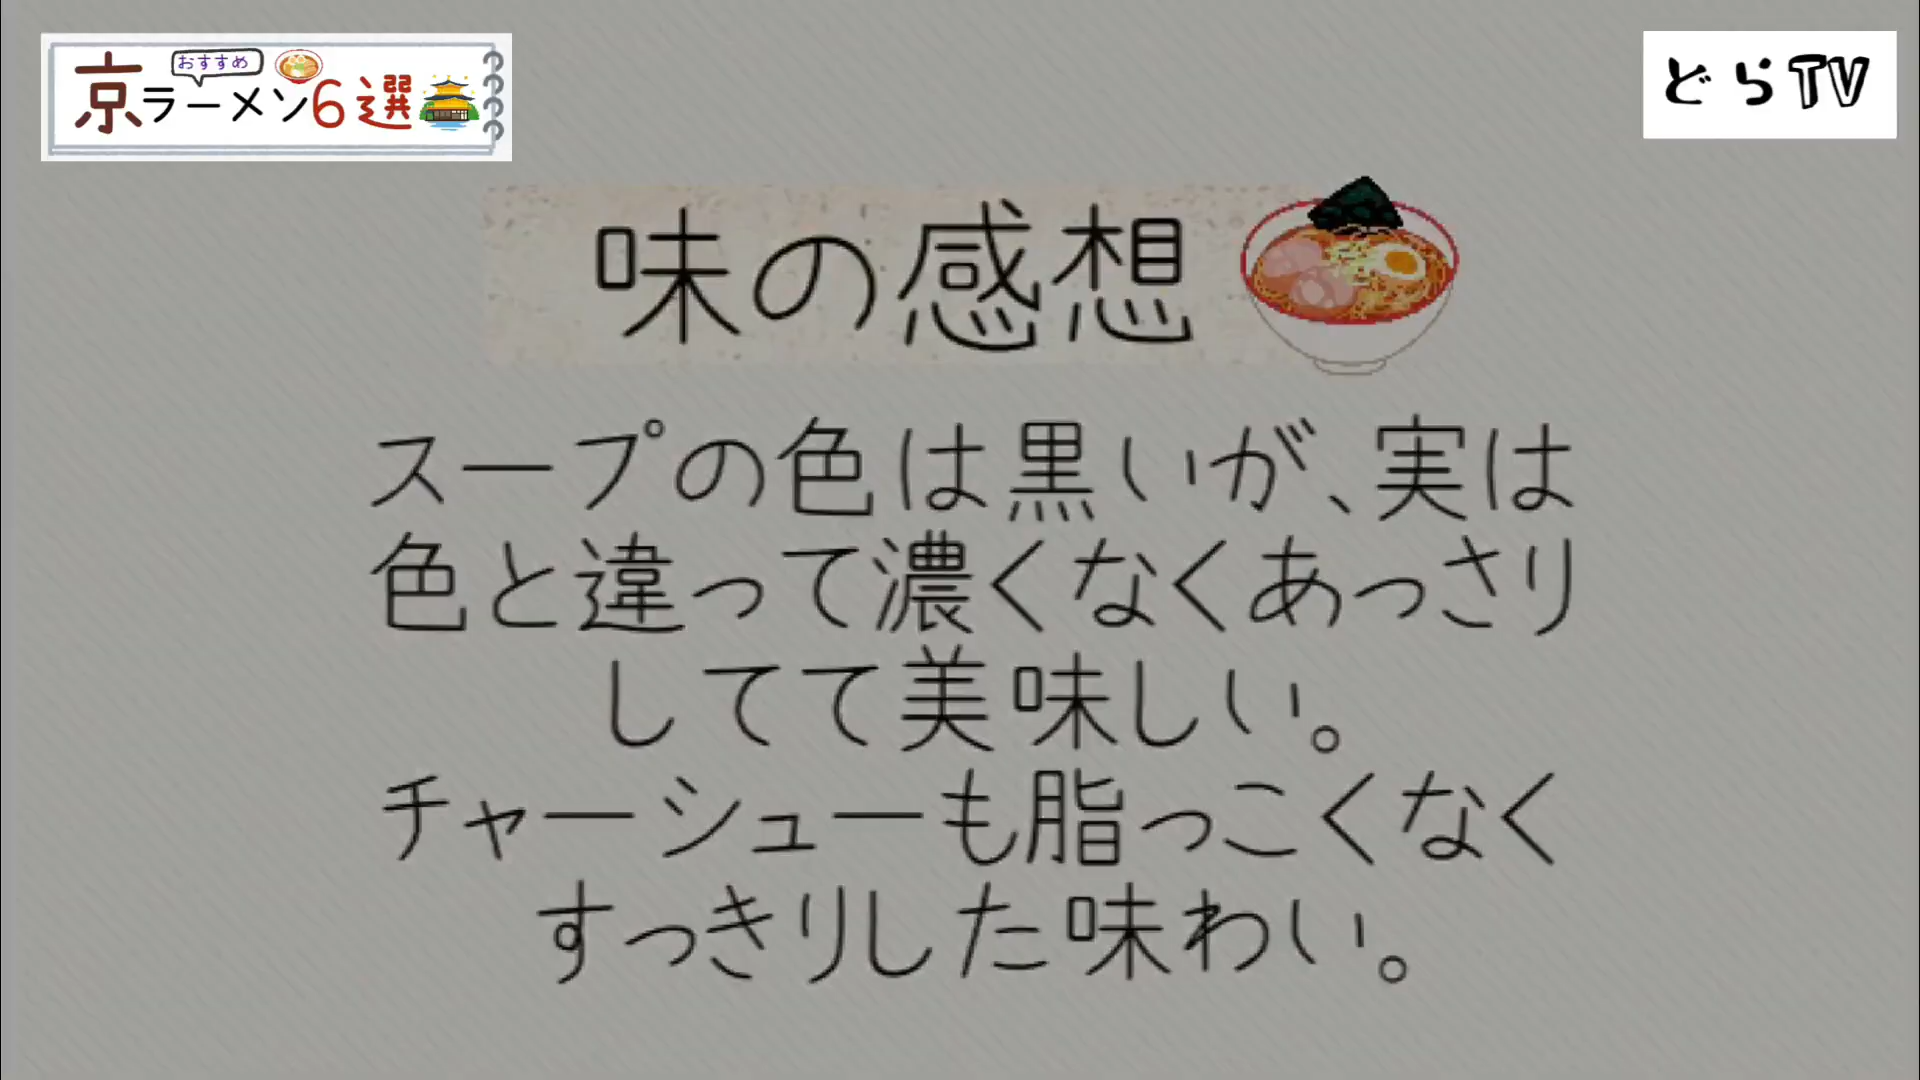 おすすめ
京ラーメン6選
どらTV
味の感想
スープの色は黒いが、実は
色と違って濃くなくあっさり
してて美味しい。
チャーシューも脂っこくなく
すっきりした味わい。